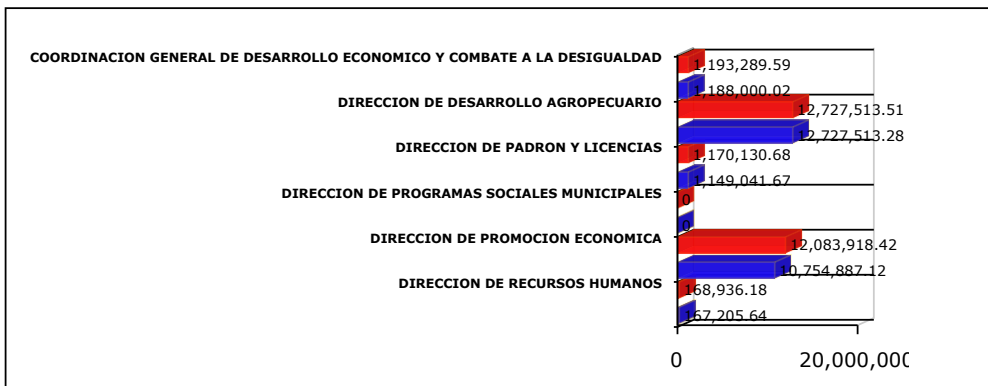 COORDINACION GENERAL DE DESARROLLO ECONOMICO Y COMBATE A LA DESIGUALDAD
1,193,289.59
1,188,000.02
DIRECCION DE DESARROLLO AGROPECUARIO
12,727,513.51
12,727,513.28
DIRECCION DE PADRON Y LICENCIAS
1,170,130.68
1,149,041.67
DIRECCION DE PROGRAMAS SOCIALES MUNICIPALES
0
0
DIRECCION DE PROMOCION ECONOMICA
12,083,918.42
10,754,887.12
DIRECCION DE RECURSOS HUMANOS
168,936.18
167,205.64
0 20,000,000